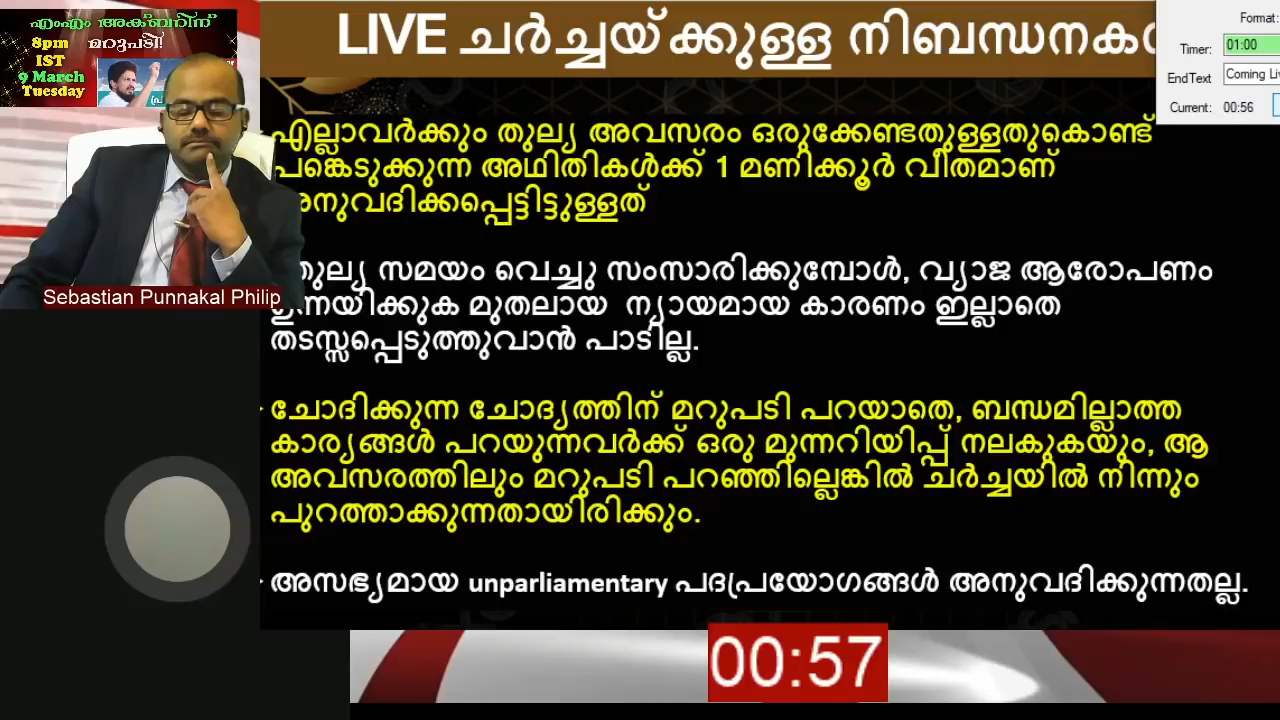 എംഎം അക്ബറിന്
8pm മറുപടി!
IST
9 March
Tuesday
LIVE ചർച്ചയ്ക്കുള്ള
Format:
Timer: 01:00
EndText Coming Liv
Current: 00:56
എല്ലാവർക്കും തുല്യ അവസരം ഒരുക്കേണ്ടതുള്ളതുകൊണ്ട്
പങ്കെടുക്കുന്ന അഥിതികൾക്ക് 1 മണിക്കൂർ വീതമാണ്
അനുവദിക്കപ്പെട്ടിട്ടുള്ളത്
തുല്യ സമയം വെച്ചു സംസാരിക്കുമ്പോൾ, വ്യാജ ആരോപണം
ഉന്നയിക്കുക മുതലായ ന്യായമായ കാരണം ഇല്ലാതെ
തടസ്സപ്പെടുത്തുവാൻ പാടില്ല.
Sebastian Punnakal Philip
ചോദിക്കുന്ന ചോദ്യത്തിന് മറുപടി പറയാതെ, ബന്ധമില്ലാത്ത
കാര്യങ്ങൾ പറയുന്നവർക്ക് ഒരു മുന്നറിയിപ്പ് നലകുകയും, ആ
അവസരത്തിലും മറുപടി പറഞ്ഞില്ലെങ്കിൽ ചർച്ചയിൽ നിന്നും
പുറത്താക്കുന്നതായിരിക്കും.
അസഭ്യമായ unparliamentary പദപ്രയോഗങ്ങൾ അനുവദിക്കുന്നതല്ല.
00:57